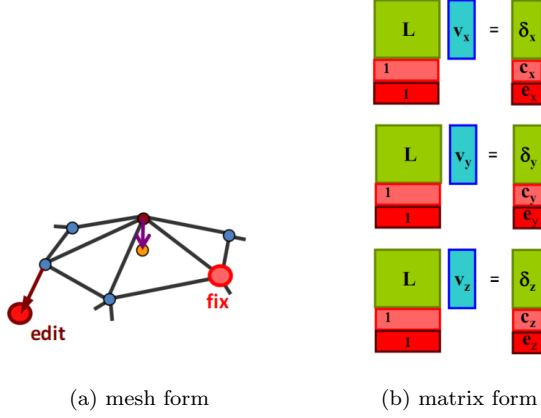 fix
edit
(a) mesh form
L v_x = δ_x
1 c_x
1 e_x
L v_y = δ_y
1 c_y
1 e_y
L v_z = δ_z
1 c_z
1 e_z
(b) matrix form